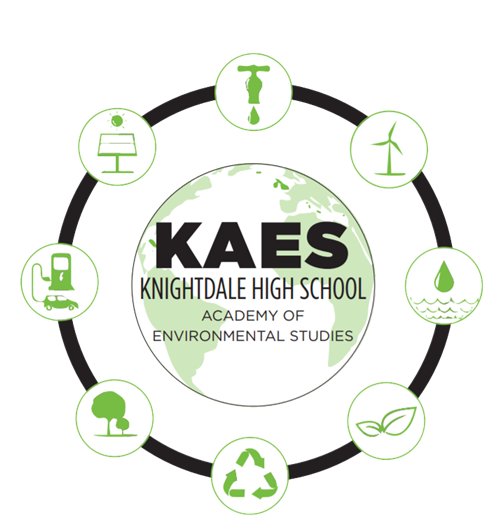 KAES
KNIGHTDALE HIGH SCHOOL
ACADEMY OF
ENVIRONMENTAL STUDIES